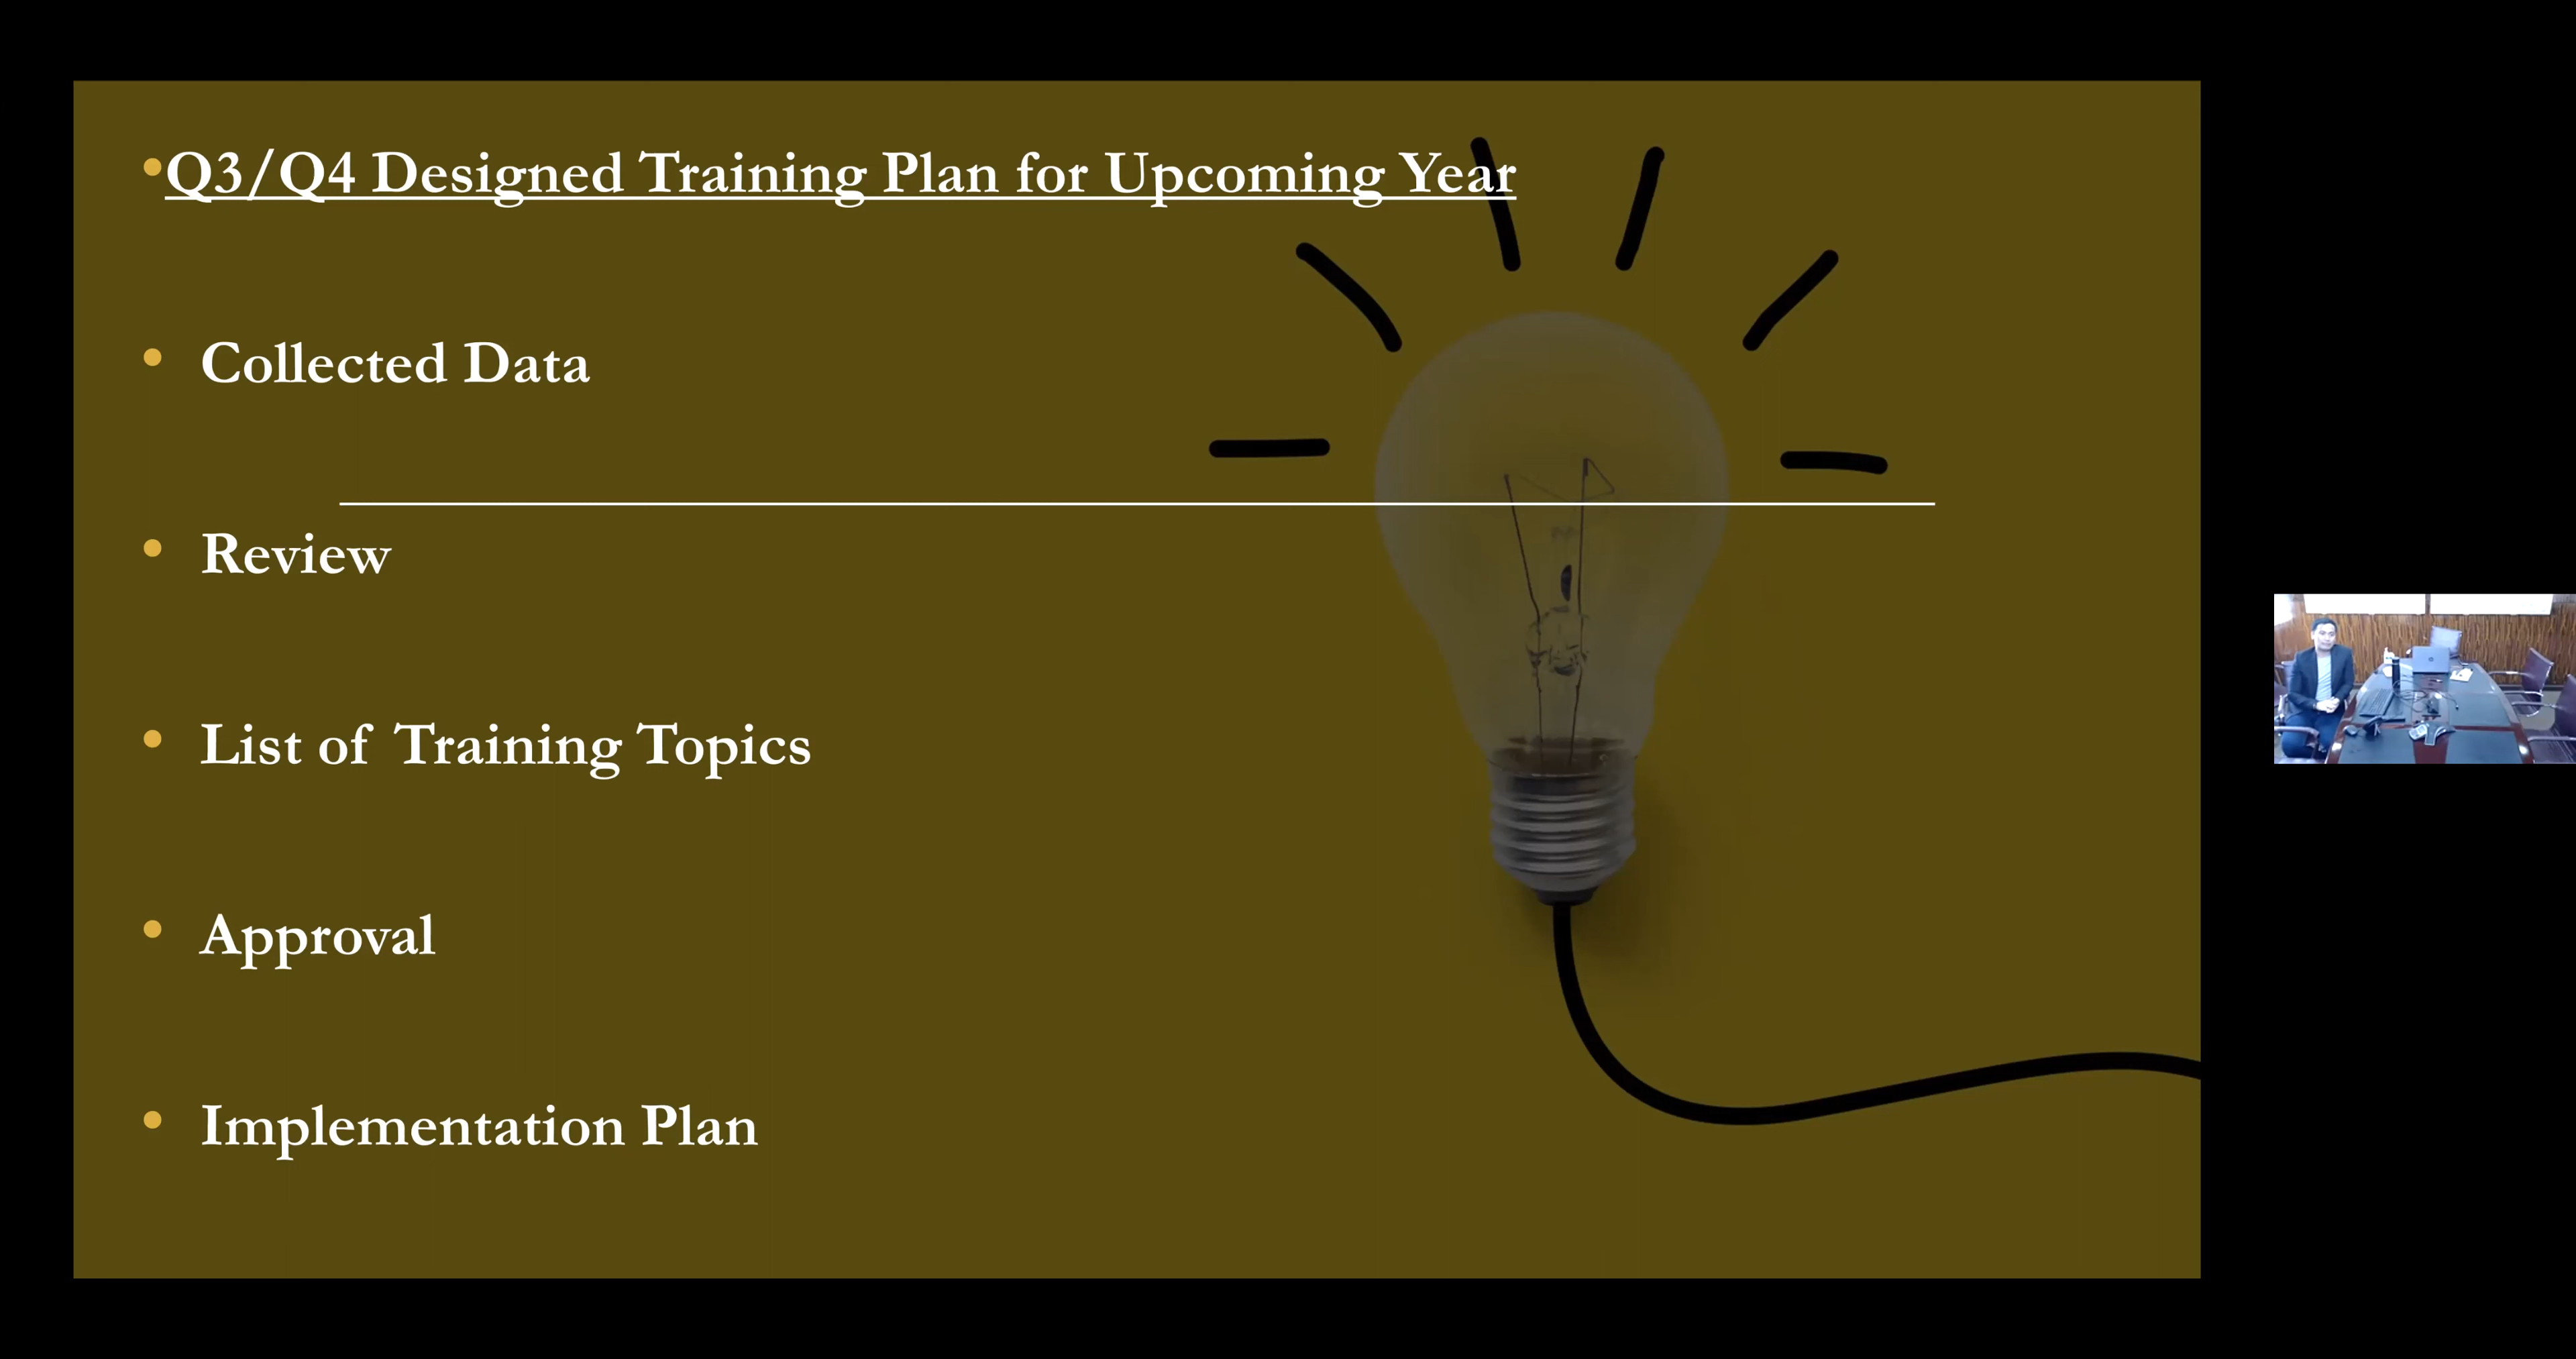 Q3/Q4 Designed Training Plan for Upcoming Year
Collected Data
Review
List of Training Topics
Approval
Implementation Plan